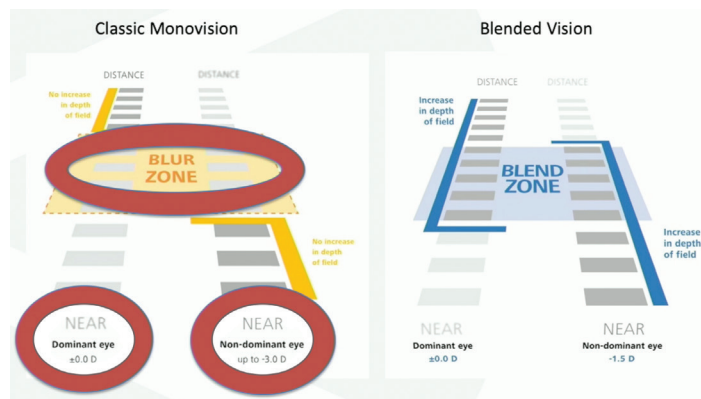 Classic Monovision
DISTANCE
DISTANCE
No increase
in depth
of field
BLUR
ZONE
No increase
in depth
of field
NEAR
Dominant eye
±0.0 D
NEAR
Non-dominant eye
up to -3.0 D
Blended Vision
DISTANCE
DISTANCE
Increase
in depth
of field
BLEND
ZONE
Increase
in depth
of field
NEAR
Dominant eye
±0.0 D
NEAR
Non-dominant eye
-1.5 D